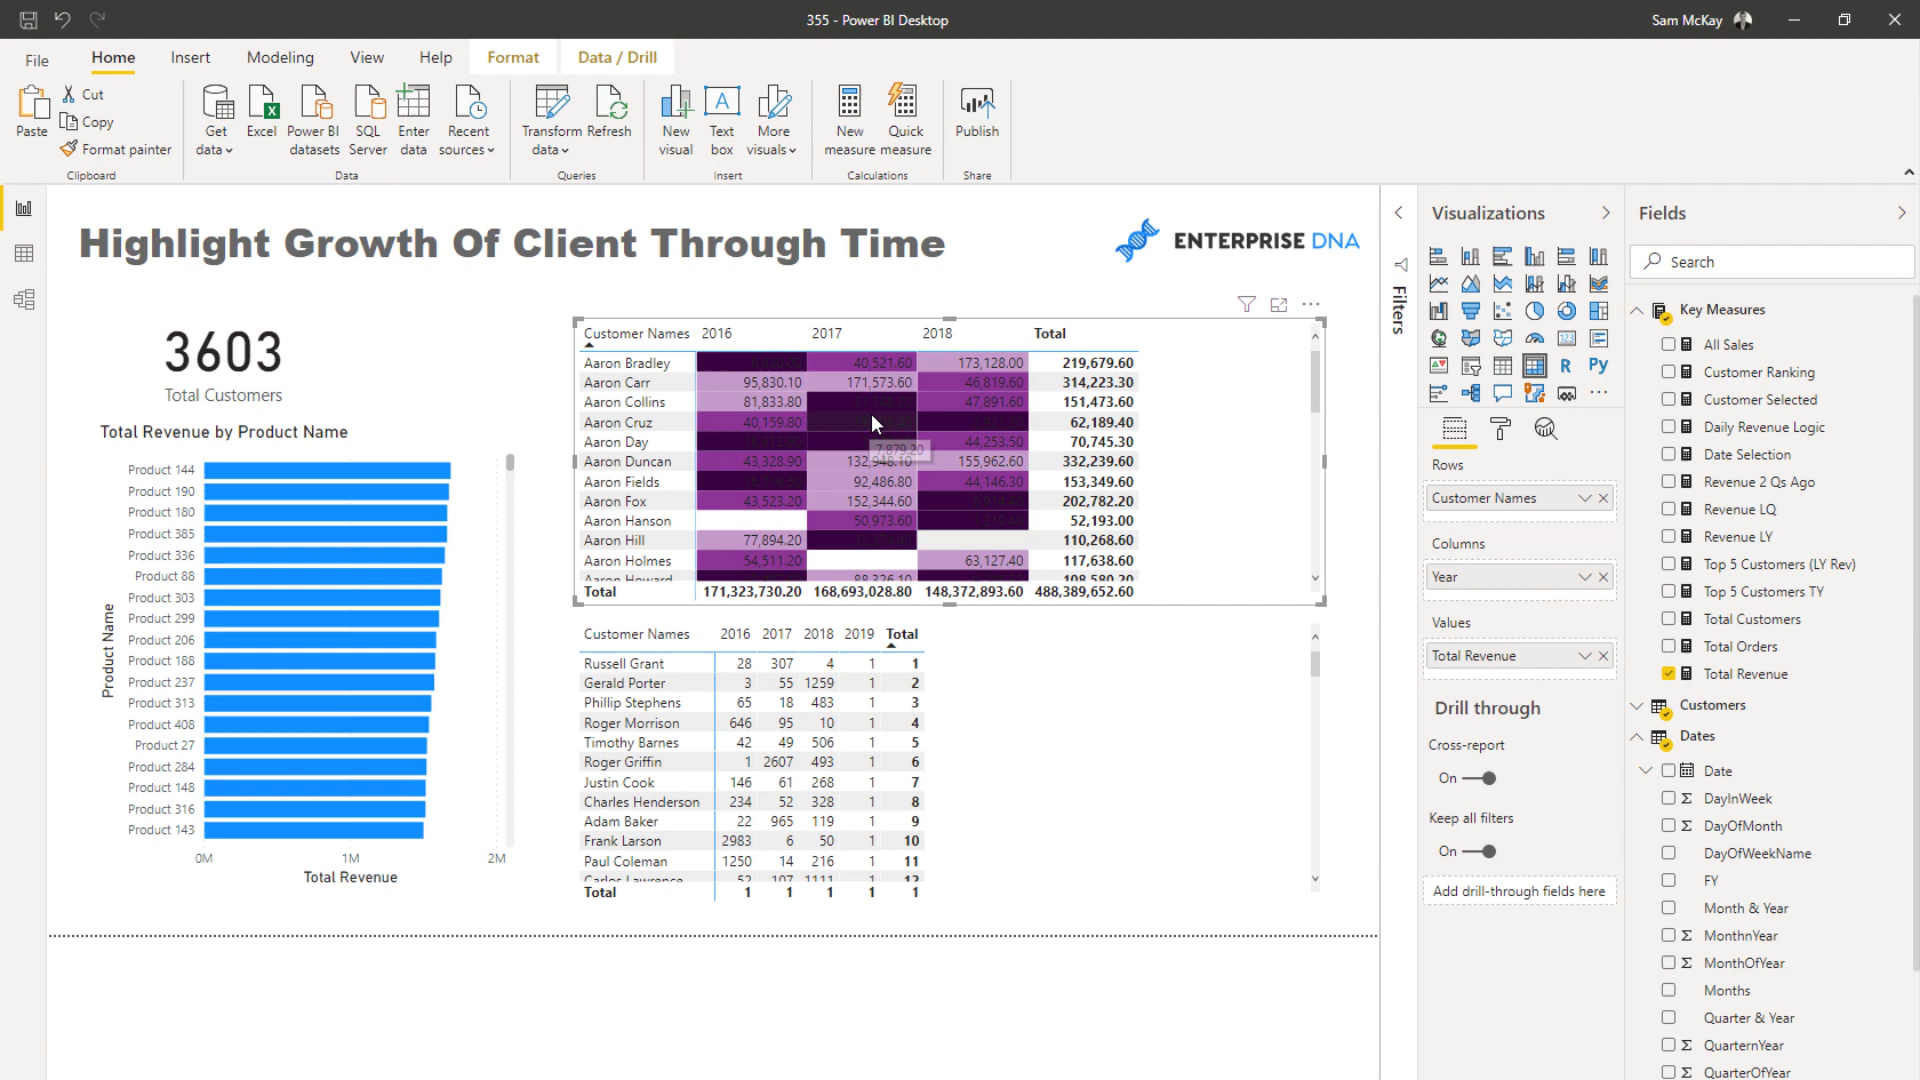 355 - Power BI Desktop
Sam McKay
File
Home
Insert
Modeling
View
Help
Format
Data / Drill
Paste
Cut
Copy
Format painter
Clipboard
Get data
Excel
Power BI datasets
SQL Server
Enter data
Recent sources
Data
Transform data
Refresh
Queries
New visual
Text box
More visuals
Insert
New measure
Quick measure
Calculations
Publish
Share
Highlight Growth Of Client Through Time
ENTERPRISE DNA
3603
Total Customers
Total Revenue by Product Name
Product Name
Product 144
Product 190
Product 180
Product 385
Product 336
Product 88
Product 303
Product 299
Product 206
Product 188
Product 237
Product 313
Product 408
Product 27
Product 284
Product 148
Product 316
Product 143
0M 1M 2M
Total Revenue
Customer Names 2016 2017 2018 Total
Aaron Bradley 40,521.60 173,128.00 219,679.60
Aaron Carr 95,830.10 171,573.60 46,819.60 314,223.30
Aaron Collins 81,833.80 47,891.60 151,473.60
Aaron Cruz 40,159.80 62,189.40
Aaron Day 44,253.50 70,745.30
7,879.20
Aaron Duncan 43,328.90 132,948.10 155,962.60 332,239.60
Aaron Fields 92,486.80 44,146.30 153,349.60
Aaron Fox 43,523.20 152,344.60 202,782.20
Aaron Hanson 50,973.60 52,193.00
Aaron Hill 77,894.20 110,268.60
Aaron Holmes 54,511.20 63,127.40 117,638.60
Aaron Howard 88,326.10 108,580.20
Total 171,323,730.20 168,693,028.80 148,372,893.60 488,389,652.60
Customer Names 2016 2017 2018 2019 Total
Russell Grant 28 307 4 1 1
Gerald Porter 3 55 1259 1 2
Phillip Stephens 65 18 483 1 3
Roger Morrison 646 95 10 1 4
Timothy Barnes 42 49 506 1 5
Roger Griffin 1 2607 493 1 6
Justin Cook 146 61 268 1 7
Charles Henderson 234 52 328 1 8
Adam Baker 22 965 119 1 9
Frank Larson 2983 6 50 1 10
Paul Coleman 1250 14 216 1 11
Carlos Lawrence 52 107 1111 1 12
Total 1 1 1 1 1
Filters
Visualizations
R Py
Rows
Customer Names
Columns
Year
Values
Total Revenue
Drill through
Cross-report
On
Keep all filters
On
Add drill-through fields here
Fields
Search
Key Measures
All Sales
Customer Ranking
Customer Selected
Daily Revenue Logic
Date Selection
Revenue 2 Qs Ago
Revenue LQ
Revenue LY
Top 5 Customers (LY Rev)
Top 5 Customers TY
Total Customers
Total Orders
Total Revenue
Customers
Dates
Date
DayInWeek
DayOfMonth
DayOfWeekName
FY
Month & Year
MonthnYear
MonthOfYear
Months
Quarter & Year
QuarternYear
QuarterOfYear